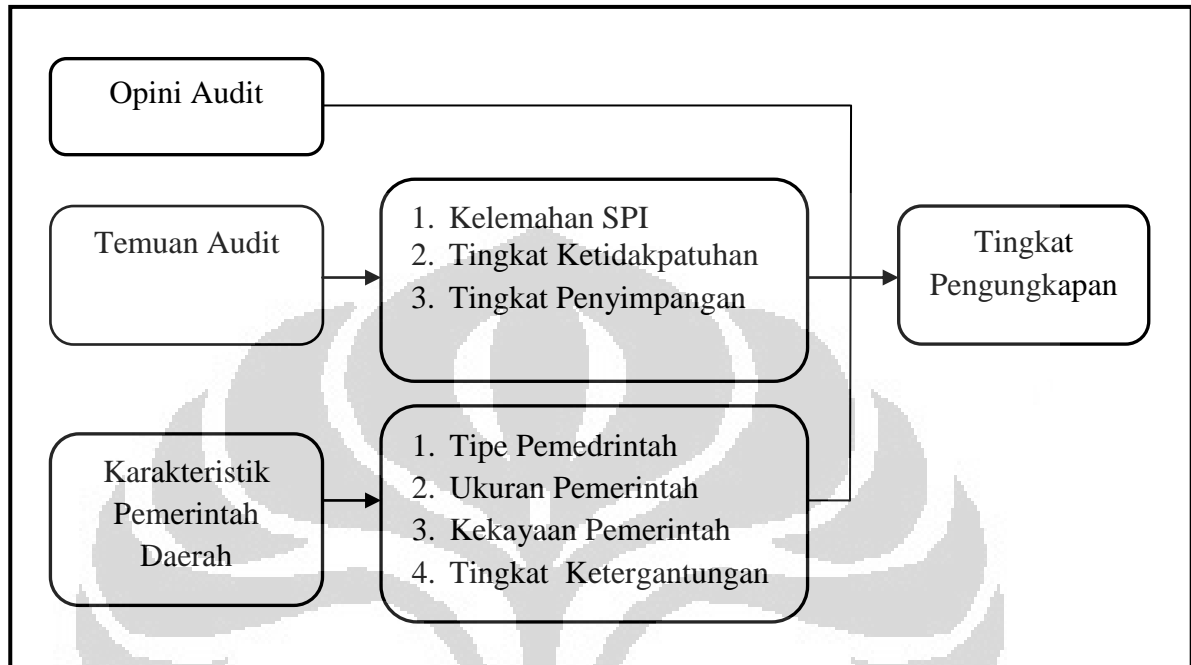 Opini Audit
Temuan Audit
1. Kelemahan SPI
2. Tingkat Ketidakpatuhan
3. Tingkat Penyimpangan
Tingkat
Pengungkapan
Karakteristik
Pemerintah
Daerah
1. Tipe Pemedrintah
2. Ukuran Pemerintah
3. Kekayaan Pemerintah
4. Tingkat Ketergantungan